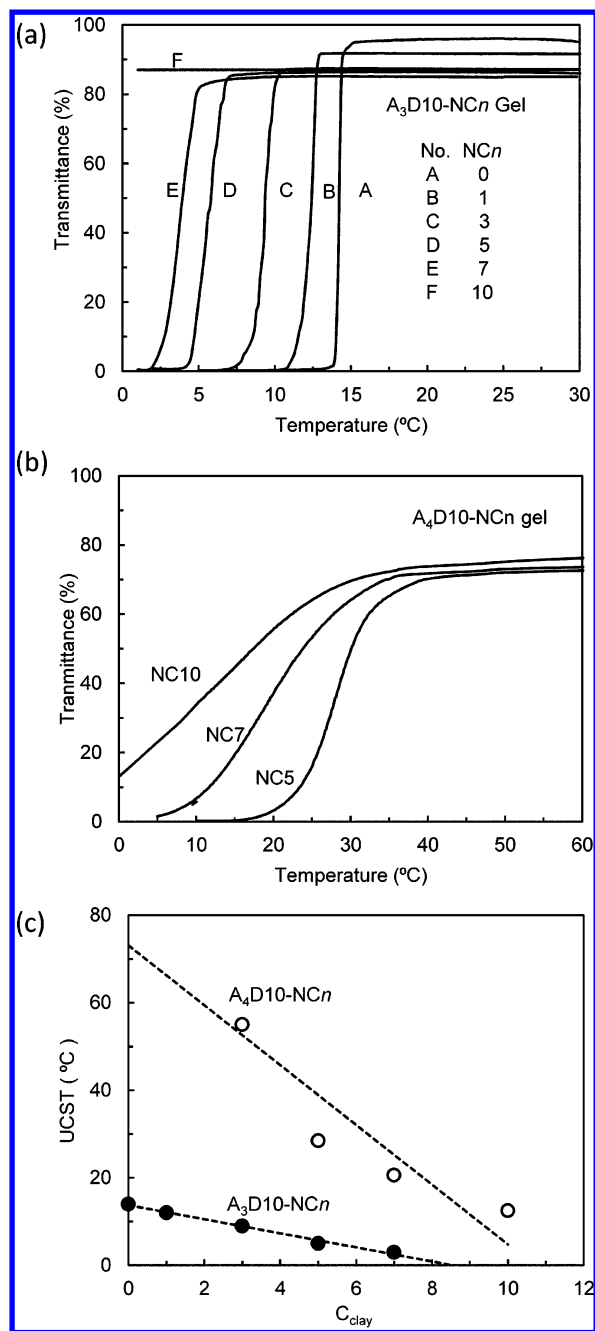 (a)
100
80
60
40
20
0
Transmittance (%)
F
E
D
C
B
A
A3D10-NCn Gel
No. NCn
A 0
B 1
C 3
D 5
E 7
F 10
0 5 10 15 20 25 30
Temperature (ºC)
(b)
100
80
60
40
20
0
Tranmittance (%)
A4D10-NCn gel
NC10
NC7
NC5
0 10 20 30 40 50 60
Temperature (ºC)
(c)
80
60
40
20
0
UCST ( ºC)
A4D10-NCn
A3D10-NCn
0 2 4 6 8 10 12
Cclay